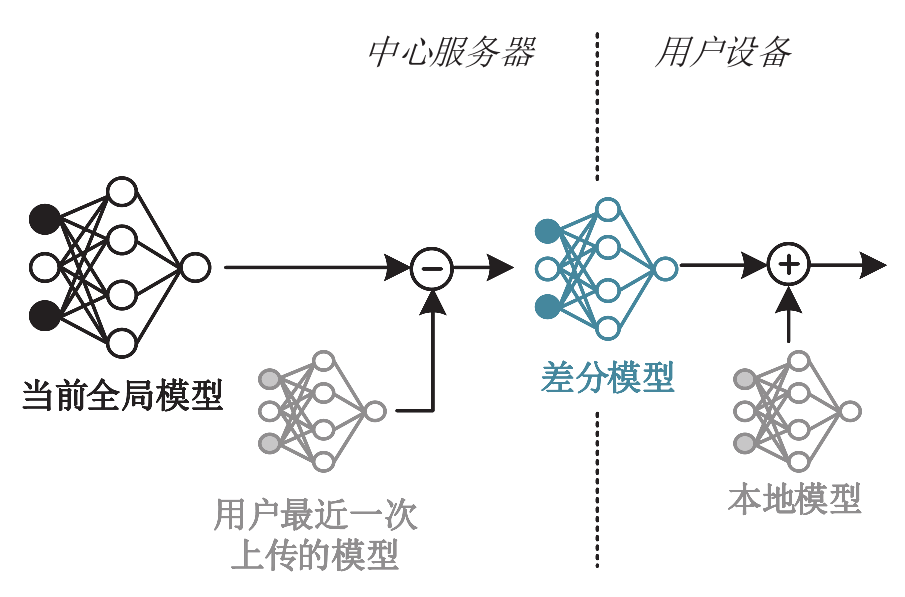 中心服务器
用户设备
当前全局模型
差分模型
用户最近一次
上传的模型
本地模型